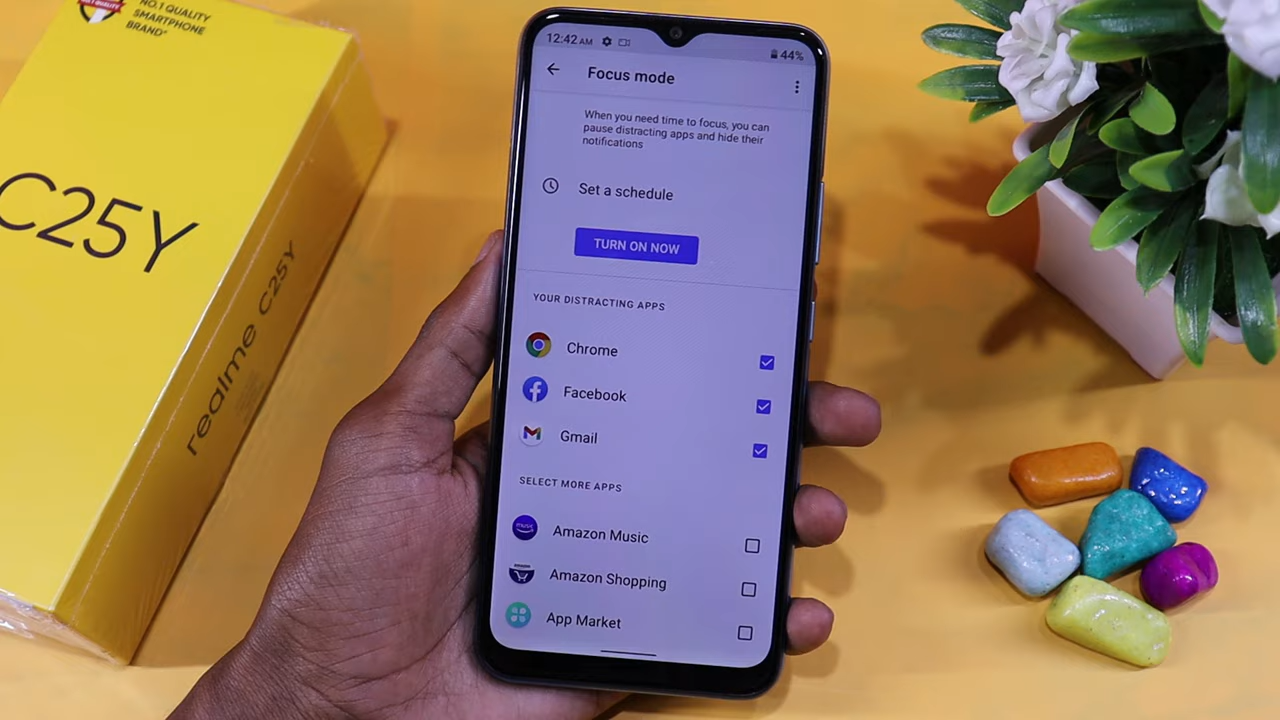 NO.1 QUALITY
SMARTPHONE
BRAND*
C25Y
realme C25Y
12:42 AM
44%
Focus mode
When you need time to focus, you can
pause distracting apps and hide their
notifications
Set a schedule
TURN ON NOW
YOUR DISTRACTING APPS
Chrome
Facebook
Gmail
SELECT MORE APPS
music
Amazon Music
Amazon Shopping
App Market